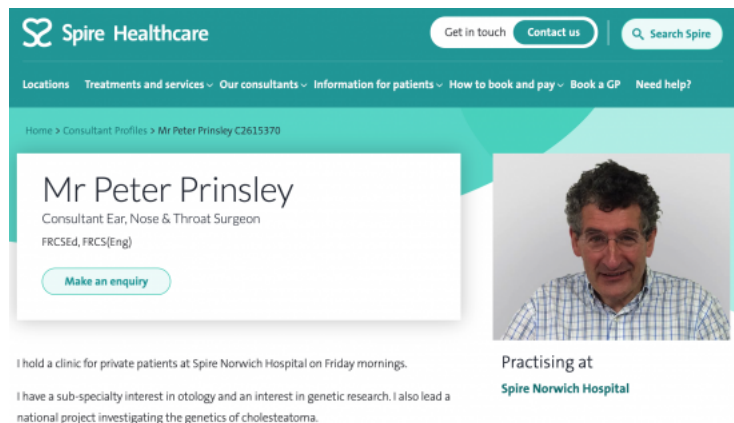 Spire Healthcare
Get in touch Contact us
Search Spire
Locations Treatments and services Our consultants Information for patients How to book and pay Book a GP Need help?
Home > Consultant Profiles > Mr Peter Prinsley C2615370
Mr Peter Prinsley
Consultant Ear, Nose & Throat Surgeon
FRCSEd, FRCS(Eng)
Make an enquiry
I hold a clinic for private patients at Spire Norwich Hospital on Friday mornings.
I have a sub-specialty interest in otology and an interest in genetic research. I also lead a
national project investigating the genetics of cholesteatoma.
Practising at
Spire Norwich Hospital